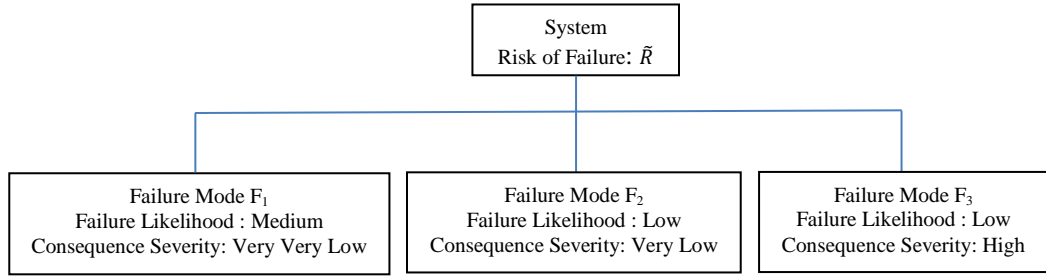 System
Risk of Failure: R̃
Failure Mode F₁
Failure Likelihood : Medium
Consequence Severity: Very Very Low
Failure Mode F₂
Failure Likelihood : Low
Consequence Severity: Very Low
Failure Mode F₃
Failure Likelihood : Low
Consequence Severity: High